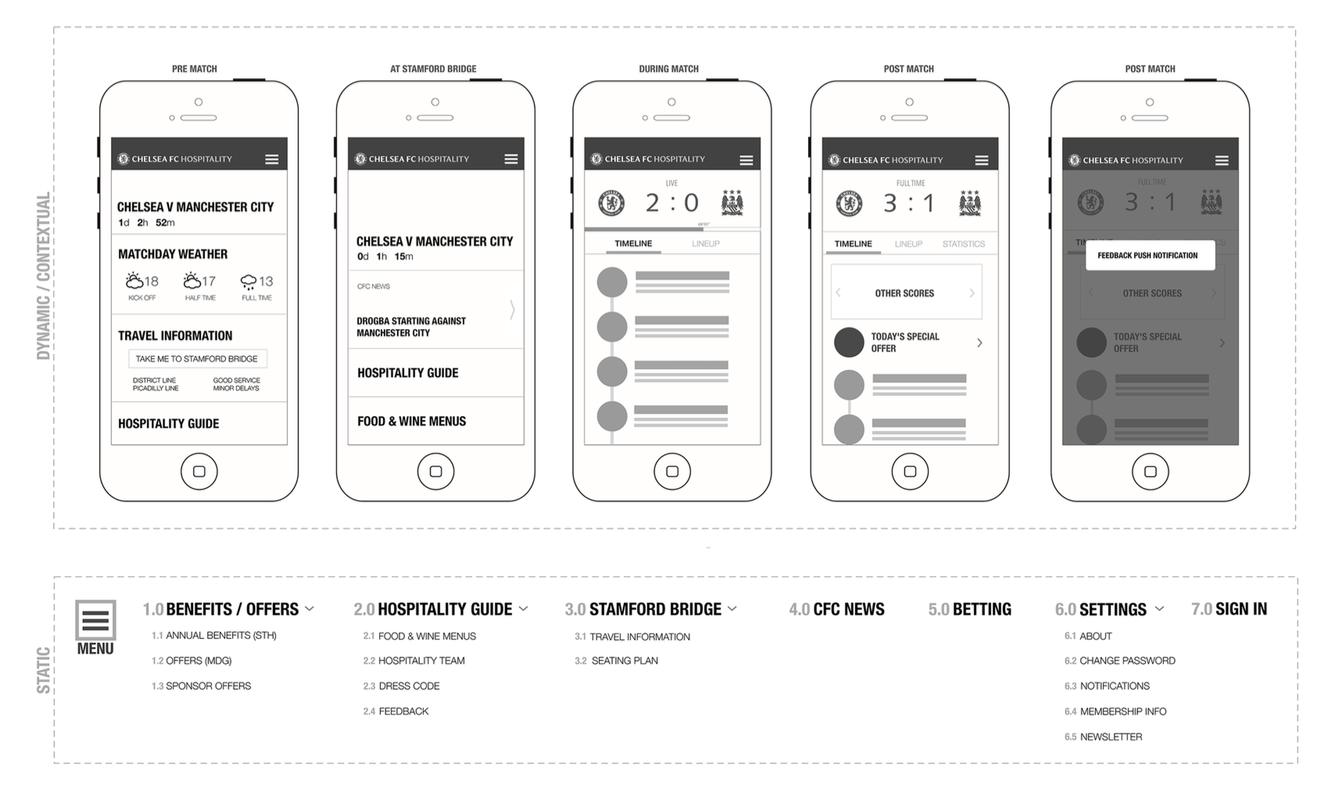 DYNAMIC / CONTEXTUAL
PRE MATCH
CHELSEA FC HOSPITALITY
CHELSEA V MANCHESTER CITY
1d 2h 52m
MATCHDAY WEATHER
18 17 13
KICK OFF HALF TIME FULL TIME
TRAVEL INFORMATION
TAKE ME TO STAMFORD BRIDGE
DISTRICT LINE GOOD SERVICE
PICADILLY LINE MINOR DELAYS
HOSPITALITY GUIDE
AT STAMFORD BRIDGE
CHELSEA FC HOSPITALITY
CHELSEA V MANCHESTER CITY
0d 1h 15m
CFC NEWS
DROGBA STARTING AGAINST
MANCHESTER CITY
HOSPITALITY GUIDE
FOOD & WINE MENUS
DURING MATCH
CHELSEA FC HOSPITALITY
LIVE
2 : 0
TIMELINE LINEUP
POST MATCH
CHELSEA FC HOSPITALITY
FULL TIME
3 : 1
TIMELINE LINEUP STATISTICS
OTHER SCORES
TODAY'S SPECIAL
OFFER
POST MATCH
CHELSEA FC HOSPITALITY
FULL TIME
3 : 1
FEEDBACK PUSH NOTIFICATION
OTHER SCORES
TODAY'S SPECIAL
OFFER
STATIC
MENU
1.0 BENEFITS / OFFERS
1.1 ANNUAL BENEFITS (STH)
1.2 OFFERS (MDG)
1.3 SPONSOR OFFERS
2.0 HOSPITALITY GUIDE
2.1 FOOD & WINE MENUS
2.2 HOSPITALITY TEAM
2.3 DRESS CODE
2.4 FEEDBACK
3.0 STAMFORD BRIDGE
3.1 TRAVEL INFORMATION
3.2 SEATING PLAN
4.0 CFC NEWS
5.0 BETTING
6.0 SETTINGS
6.1 ABOUT
6.2 CHANGE PASSWORD
6.3 NOTIFICATIONS
6.4 MEMBERSHIP INFO
6.5 NEWSLETTER
7.0 SIGN IN